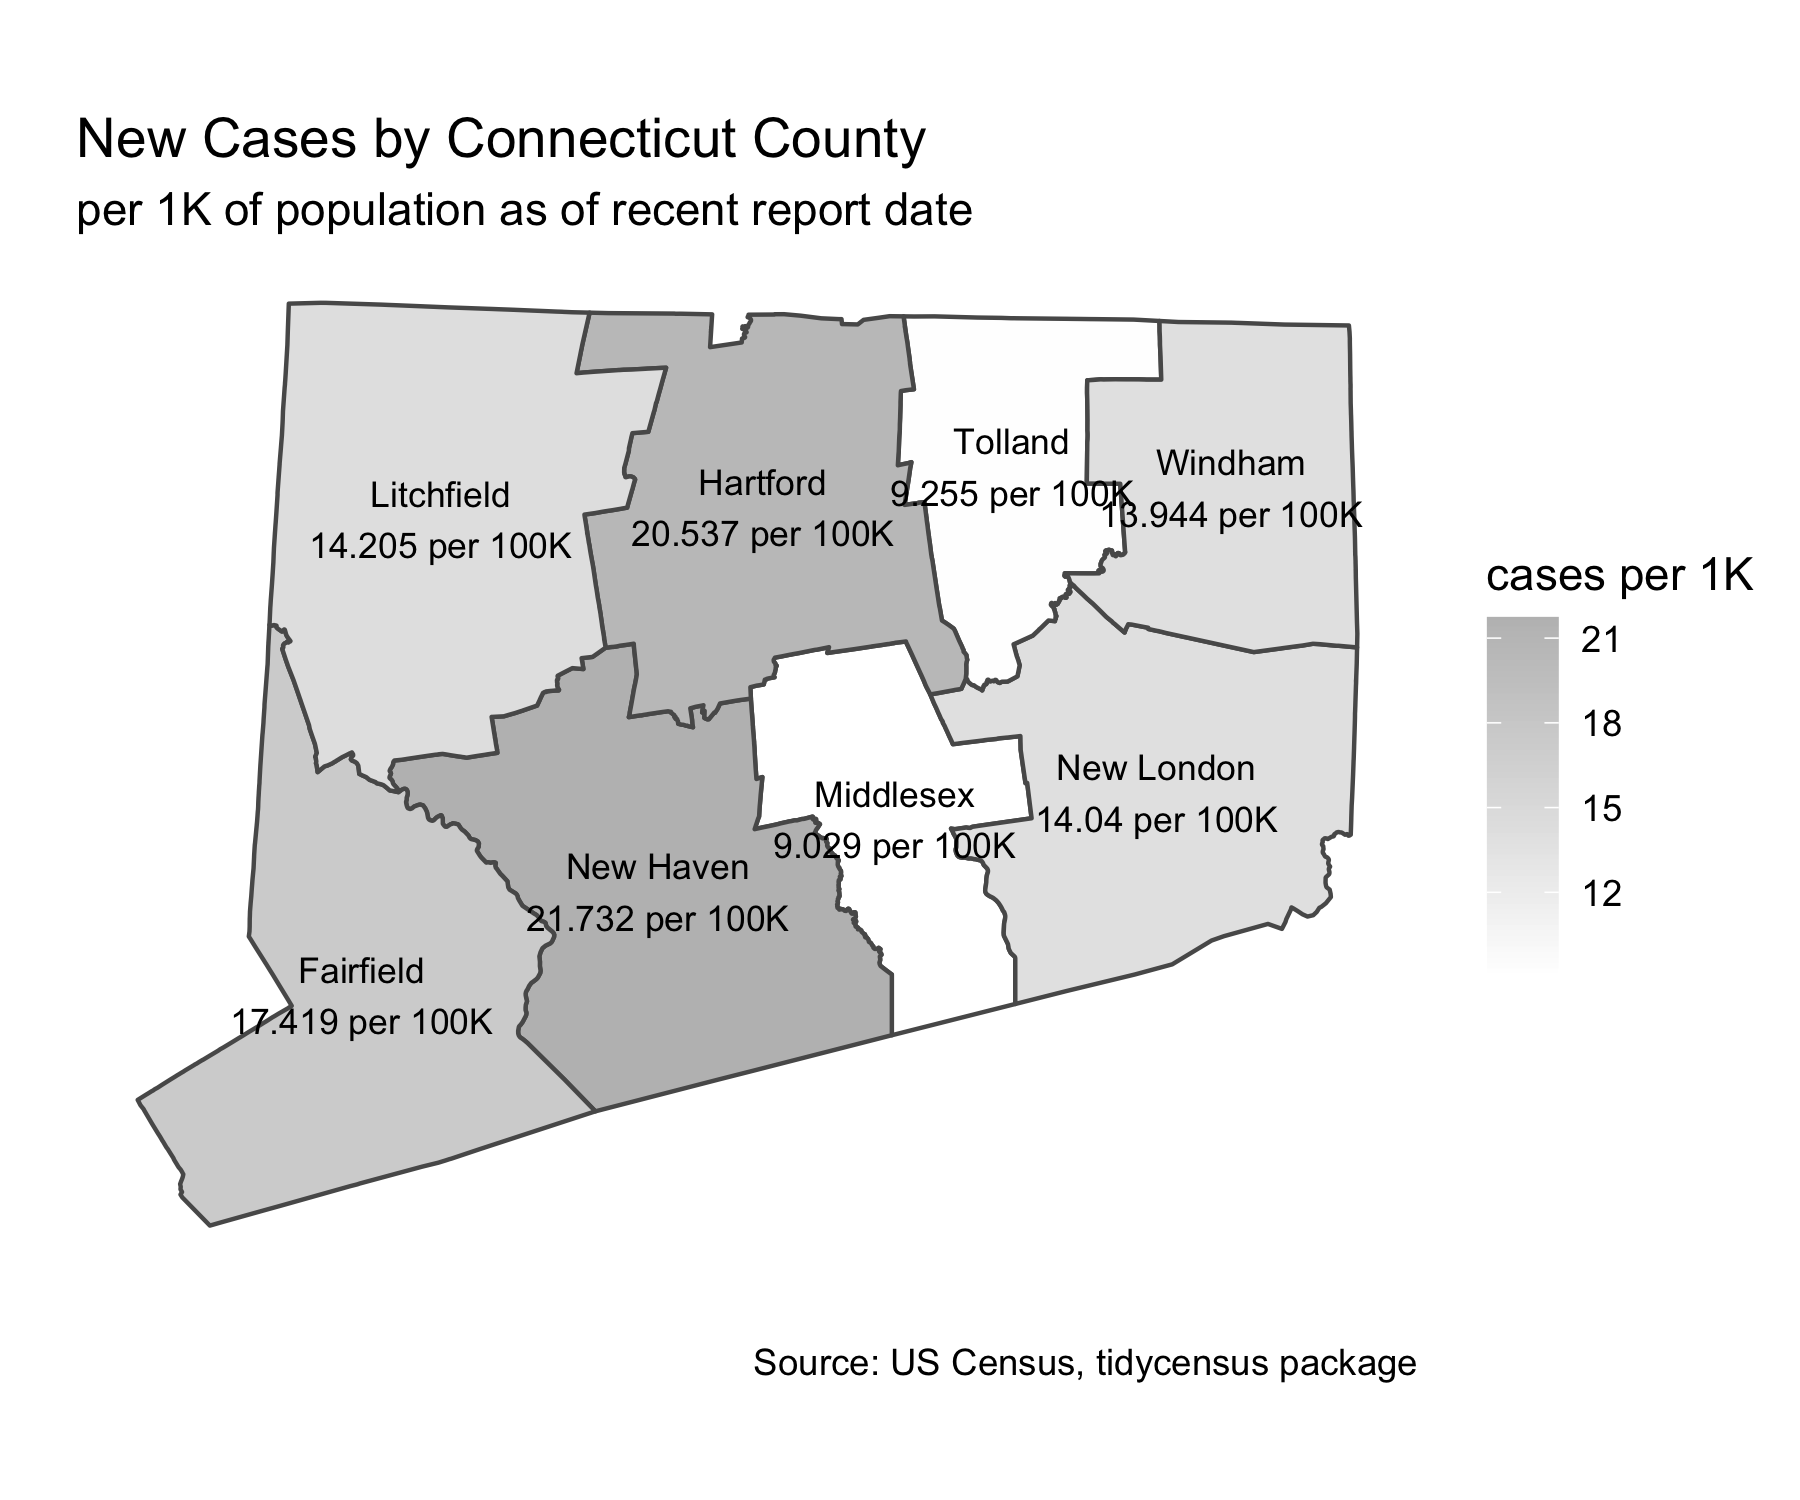 New Cases by Connecticut County
per 1K of population as of recent report date
Litchfield
14.205 per 100K
Hartford
20.537 per 100K
Tolland
9.255 per 100K
Windham
13.944 per 100K
New London
14.04 per 100K
Middlesex
9.029 per 100K
New Haven
21.732 per 100K
Fairfield
17.419 per 100K
cases per 1K
21
18
15
12
Source: US Census, tidycensus package